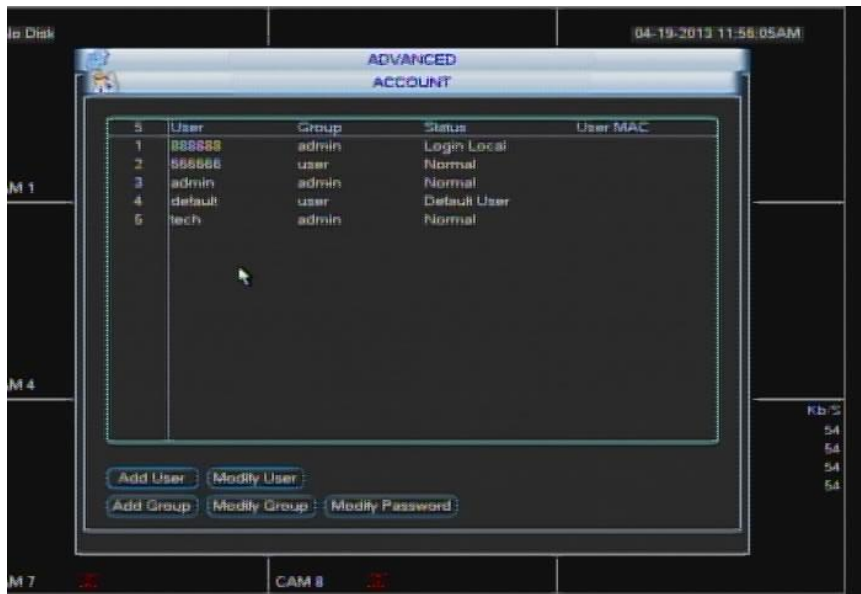 No Disk
04-19-2013 11:56:05AM
ADVANCED
ACCOUNT
5 User Group Status User MAC
1 888888 admin Login Local
2 666666 user Normal
3 admin admin Normal
4 default user Default User
5 tech admin Normal
AM 1
AM 4
Kb/S
54
54
54
54
Add User Modify User
Add Group Modify Group Modify Password
AM 7 CAM 8